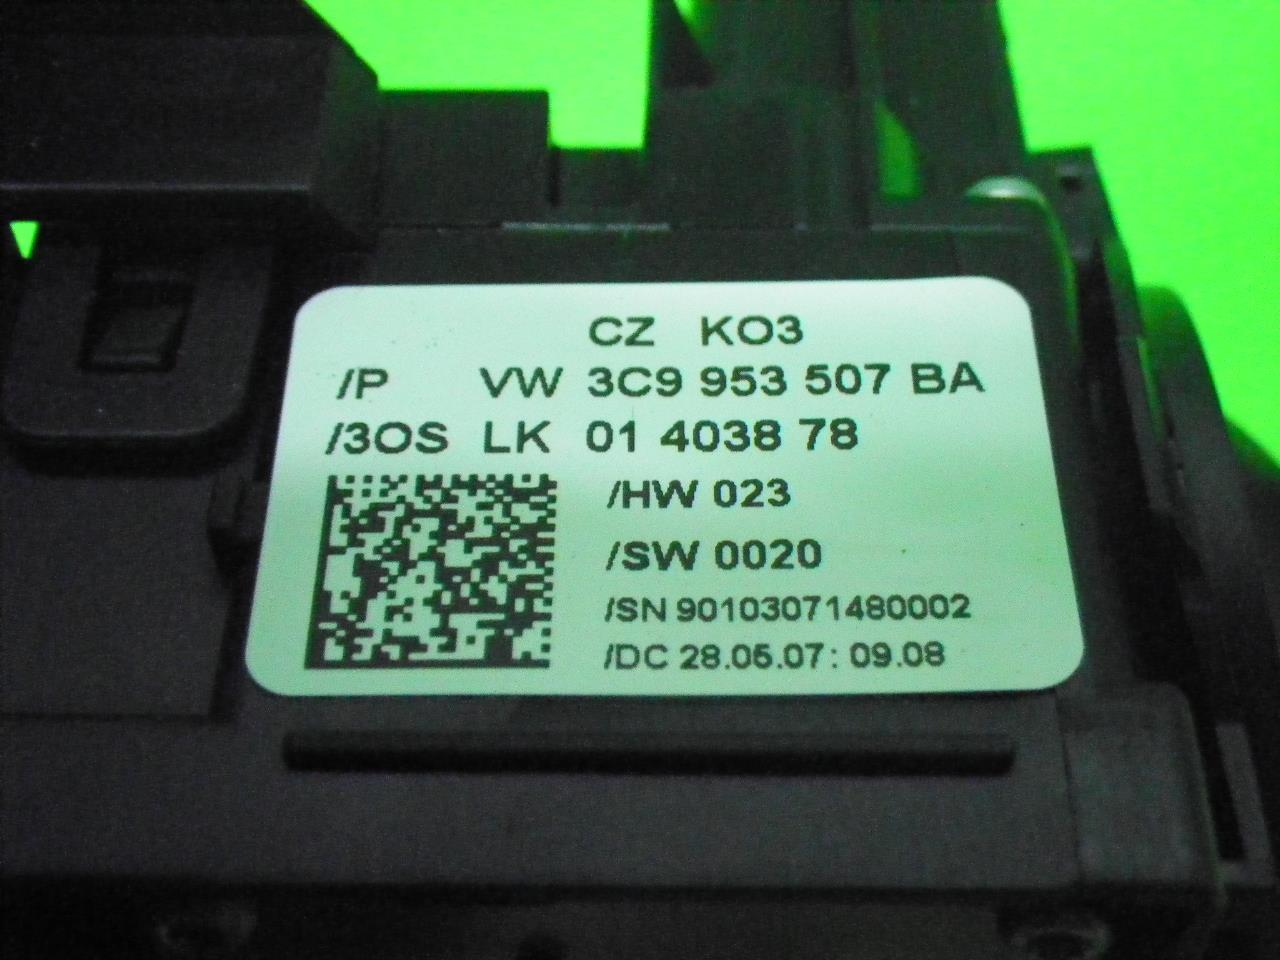 CZ KO3
/P VW 3C9 953 507 BA
/3OS LK 01 4038 78
/HW 023
/SW 0020
/SN 90103071480002
/DC 28.05.07: 09.08